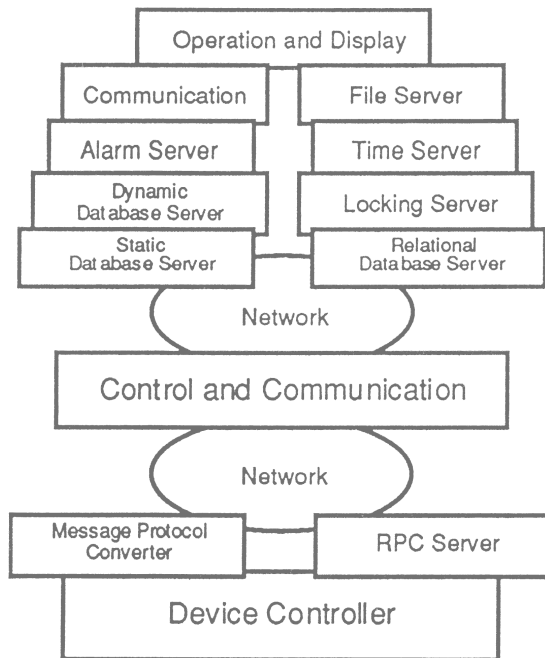 Operation and Display
Communication
File Server
Alarm Server
Time Server
Dynamic
Database Server
Locking Server
Static
Database Server
Relational
Database Server
Network
Control and Communication
Network
Message Protocol
Converter
RPC Server
Device Controller